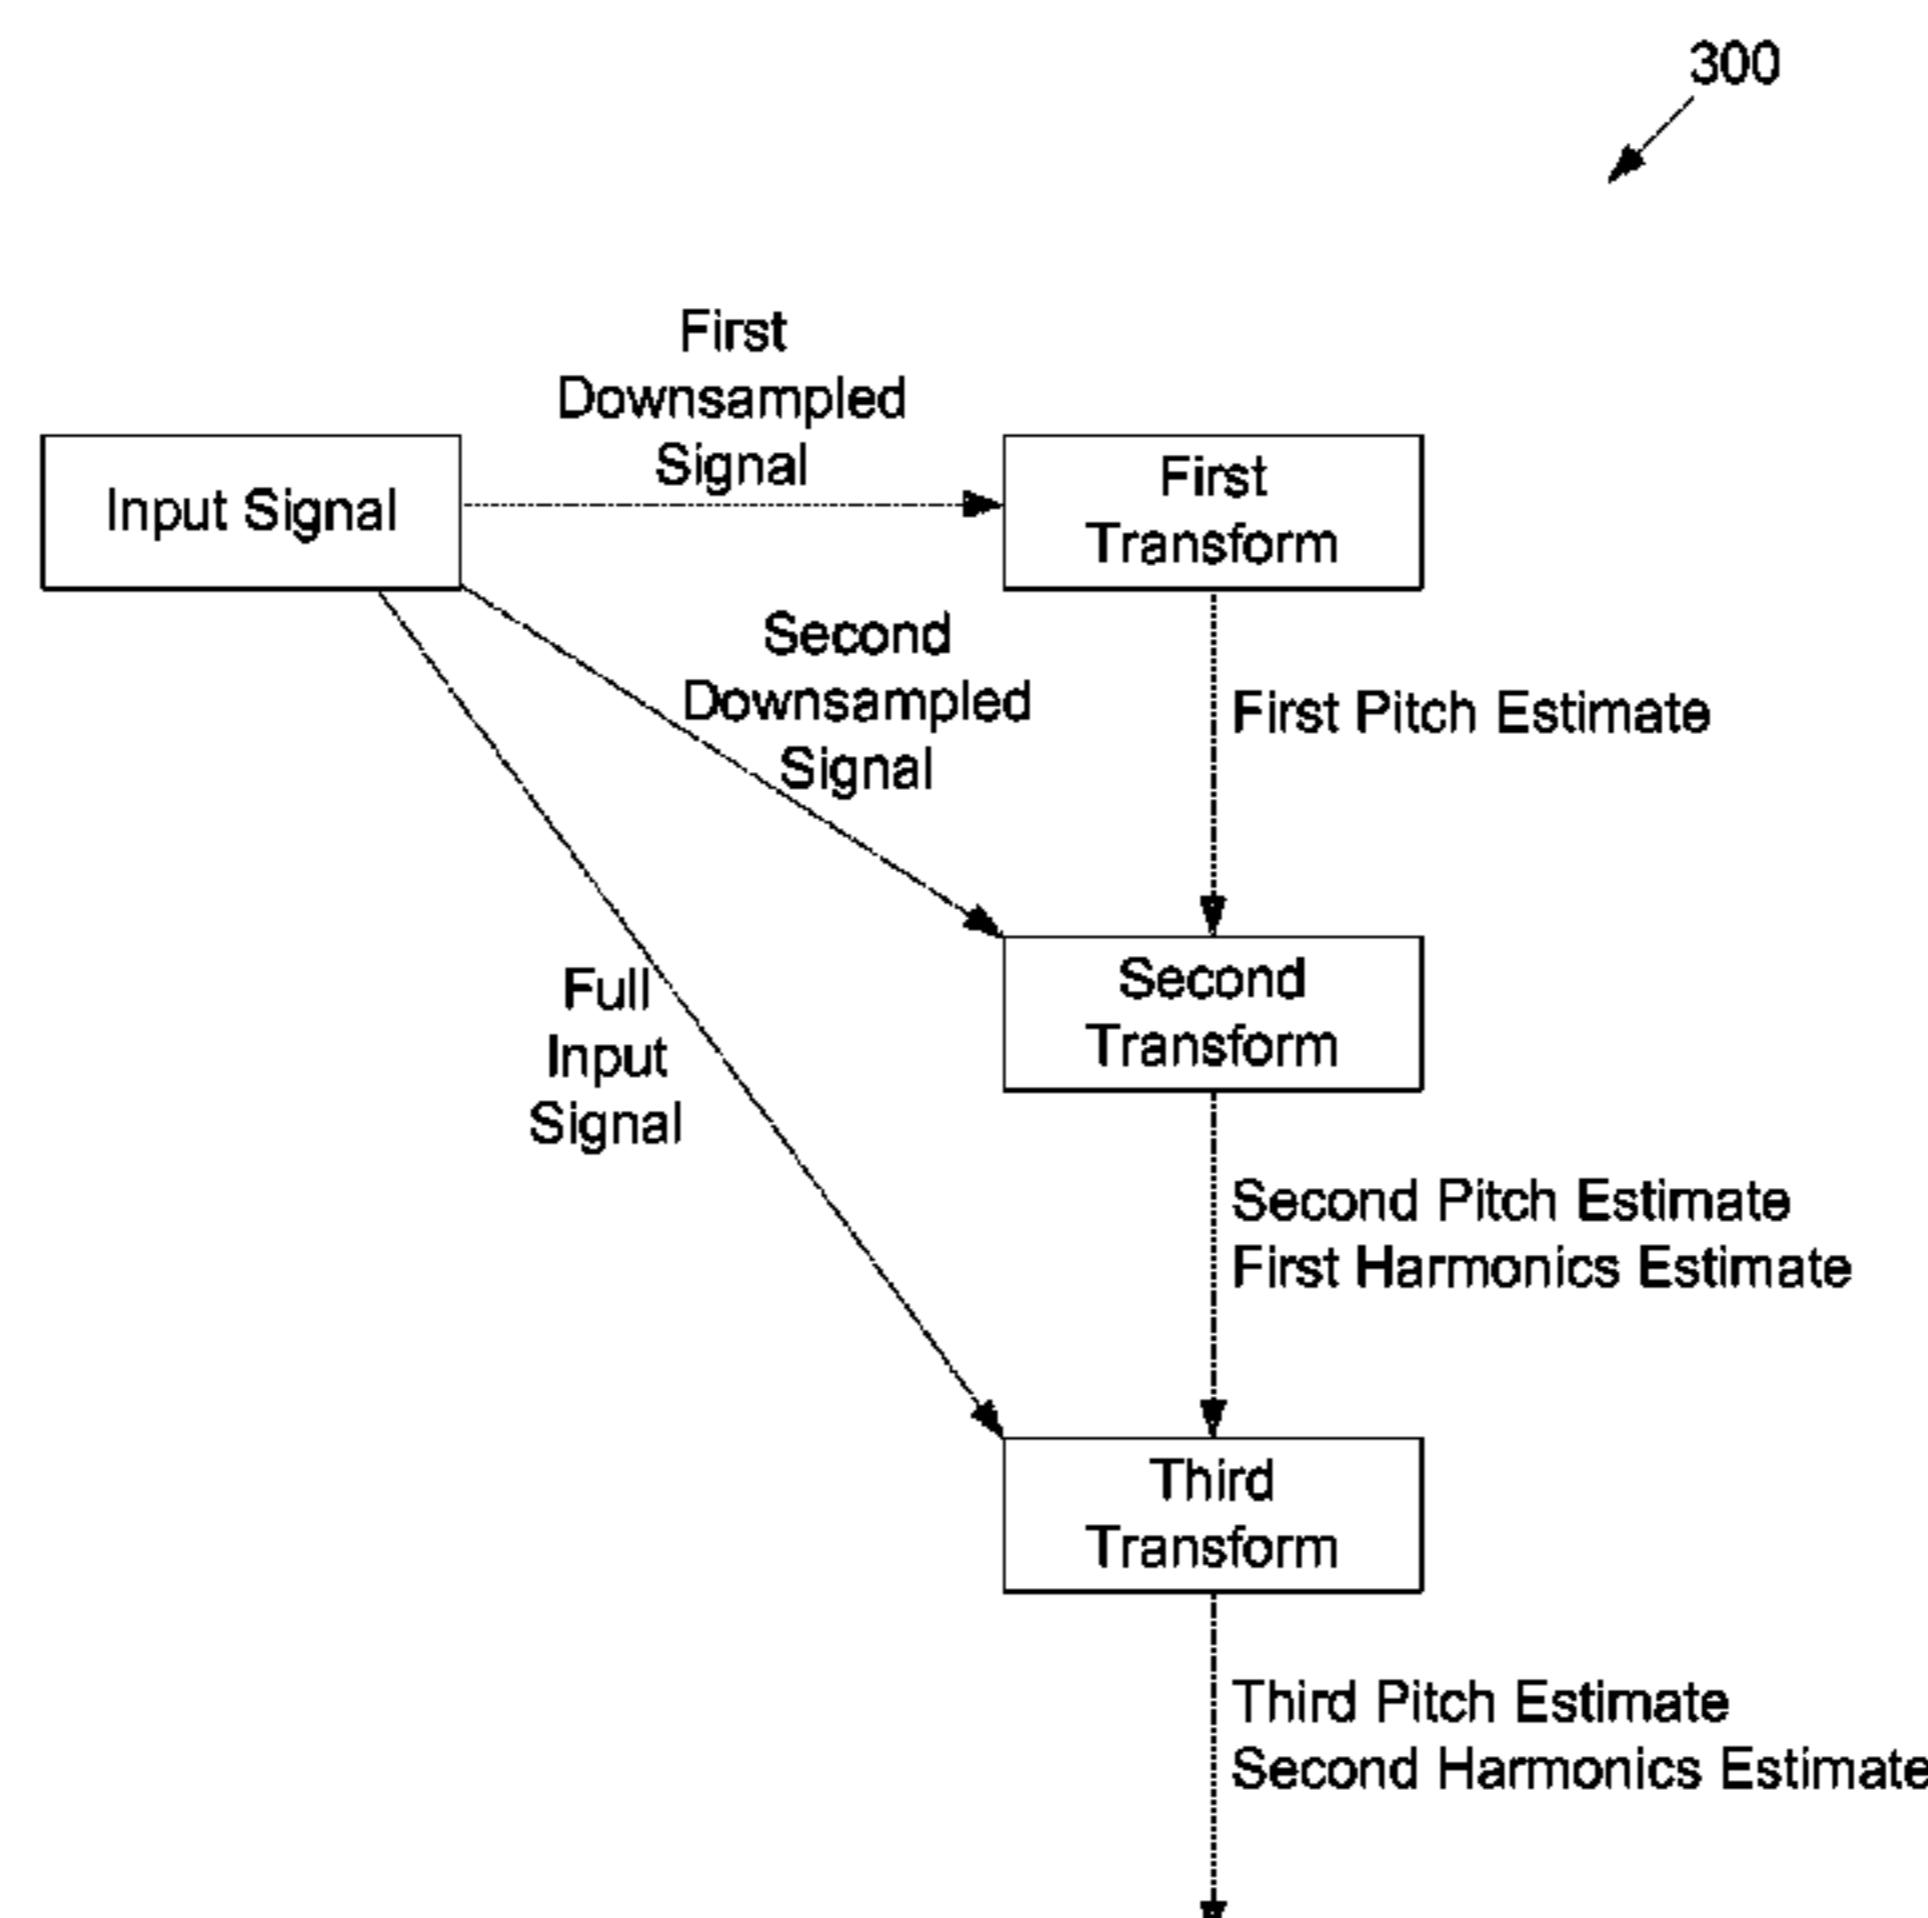 300
First
Downsampled
Signal
Input Signal
First
Transform
Second
Downsampled
Signal
First Pitch Estimate
Second
Transform
Full
Input
Signal
Second Pitch Estimate
First Harmonics Estimate
Third
Transform
Third Pitch Estimate
Second Harmonics Estimate